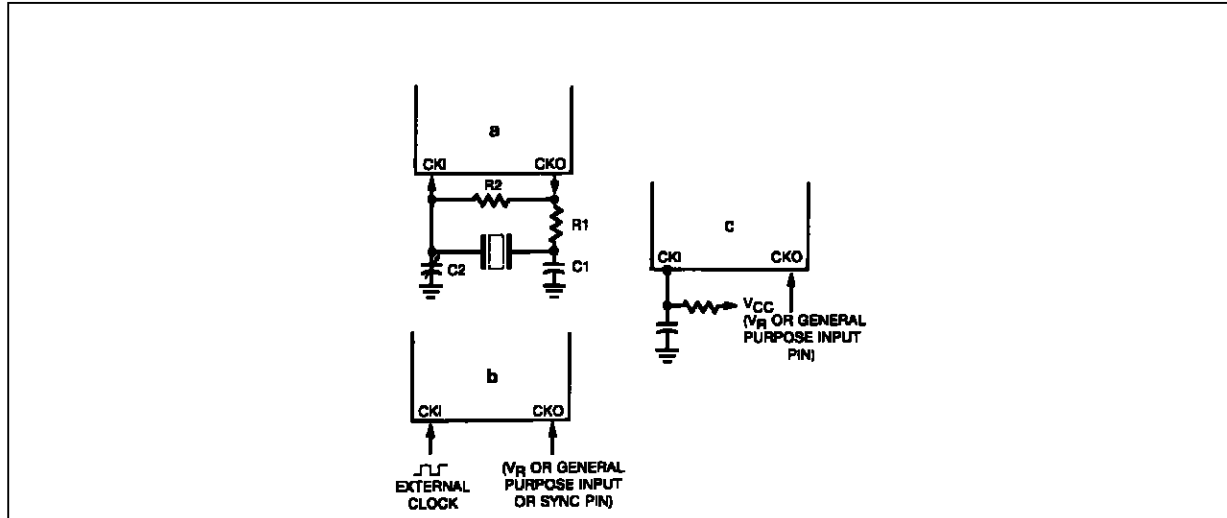 a
CKI CKO
R2
R1
C2
C1
c
CKI CKO
VCC
(VR OR GENERAL
PURPOSE INPUT
PIN)
b
CKI CKO
EXTERNAL
CLOCK
(VR OR GENERAL
PURPOSE INPUT
OR SYNC PIN)